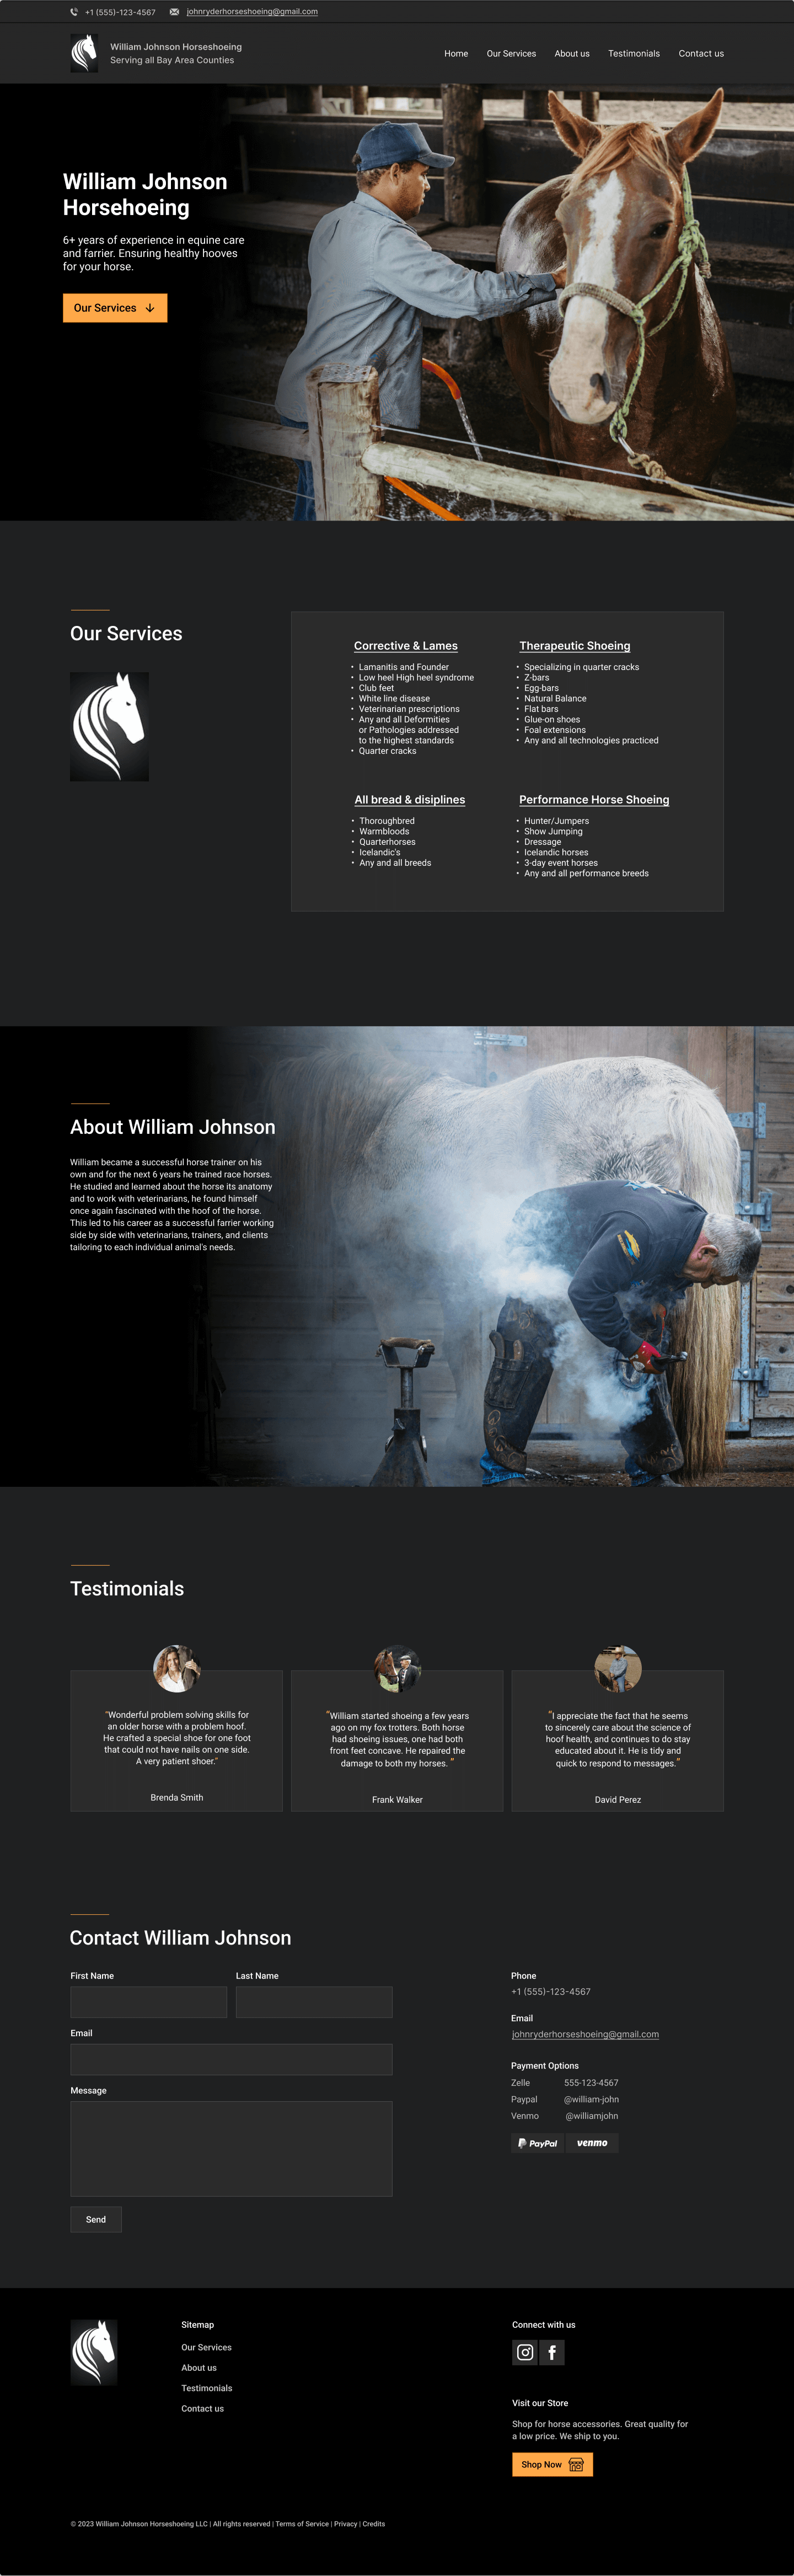 +1 (555)-123-4567
johnryderhorseshoeing@gmail.com
William Johnson Horseshoeing
Serving all Bay Area Counties
Home
Our Services
About us
Testimonials
Contact us
William Johnson
Horsehoeing
6+ years of experience in equine care
and farrier. Ensuring healthy hooves
for your horse.
Our Services
Our Services
Corrective & Lames
• Lamanitis and Founder
• Low heel High heel syndrome
• Club feet
• White line disease
• Veterinarian prescriptions
• Any and all Deformities
or Pathologies addressed
to the highest standards
• Quarter cracks
Therapeutic Shoeing
• Specializing in quarter cracks
• Z-bars
• Egg-bars
• Natural Balance
• Flat bars
• Glue-on shoes
• Foal extensions
• Any and all technologies practiced
All bread & disiplines
• Thoroughbred
• Warmbloods
• Quarterhorses
• Icelandic's
• Any and all breeds
Performance Horse Shoeing
• Hunter/Jumpers
• Show Jumping
• Dressage
• Icelandic horses
• 3-day event horses
• Any and all performance breeds
About William Johnson
William became a successful horse trainer on his
own and for the next 6 years he trained race horses.
He studied and learned about the horse its anatomy
and to work with veterinarians, he found himself
once again fascinated with the hoof of the horse.
This led to his career as a successful farrier working
side by side with veterinarians, trainers, and clients
tailoring to each individual animal's needs.
Testimonials
"Wonderful problem solving skills for
an older horse with a problem hoof.
He crafted a special shoe for one foot
that could not have nails on one side.
A very patient shoer."
Brenda Smith
“William started shoeing a few years
ago on my fox trotters. Both horse
had shoeing issues, one had both
front feet concave. He repaired the
damage to both my horses. ”
Frank Walker
“I appreciate the fact that he seems
to sincerely care about the science of
hoof health, and continues to do stay
educated about it. He is tidy and
quick to respond to messages.”
David Perez
Contact William Johnson
First Name
Last Name
Email
Message
Send
Phone
+1 (555)-123-4567
Email
johnryderhorseshoeing@gmail.com
Payment Options
Zelle 555-123-4567
Paypal @william-john
Venmo @williamjohn
PayPal
venmo
Sitemap
Our Services
About us
Testimonials
Contact us
Connect with us
Visit our Store
Shop for horse accessories. Great quality for
a low price. We ship to you.
Shop Now
© 2023 William Johnson Horseshoeing LLC | All rights reserved | Terms of Service | Privacy | Credits